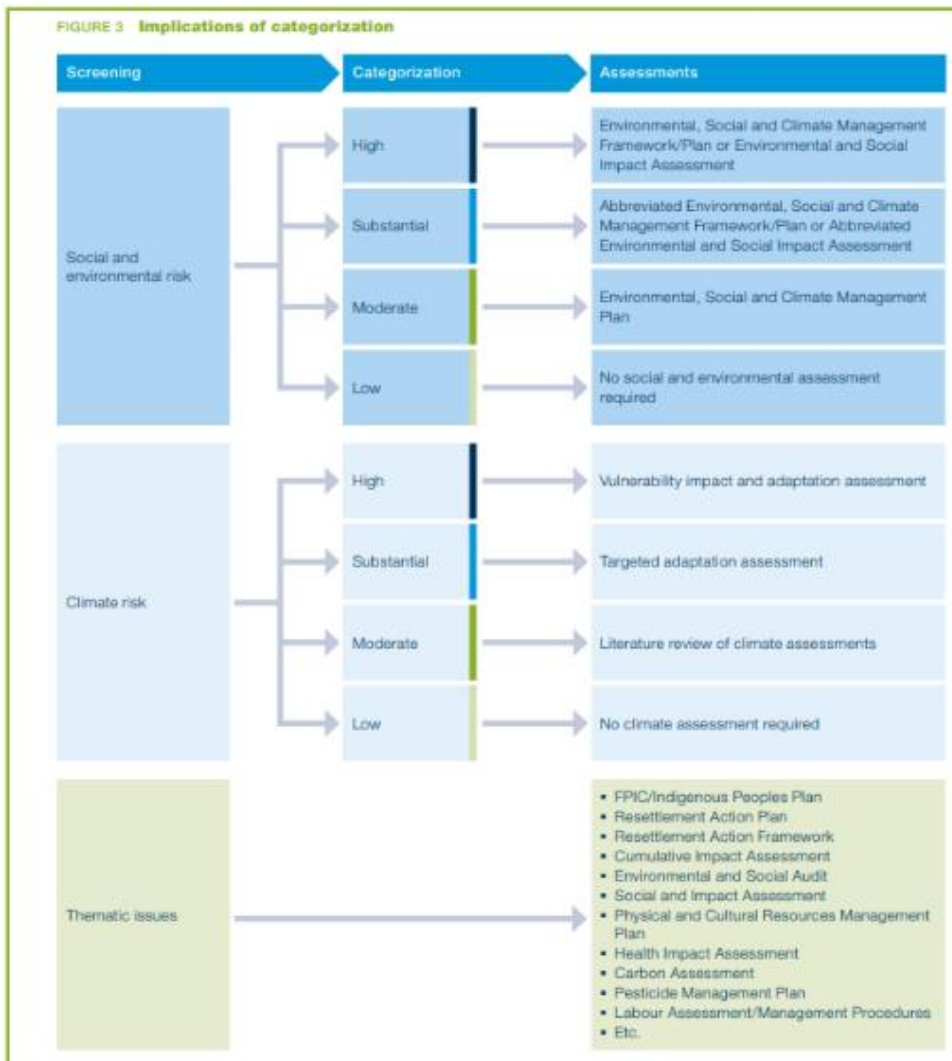 FIGURE 3 Implications of categorization
Screening
Categorization
Assessments
Social and
environmental risk
High
Environmental, Social and Climate Management
Framework/Plan or Environmental and Social
Impact Assessment
Substantial
Abbreviated Environmental, Social and Climate
Management Framework/Plan or Abbreviated
Environmental and Social Impact Assessment
Moderate
Environmental, Social and Climate Management
Plan
Low
No social and environmental assessment
required
Climate risk
High
Vulnerability impact and adaptation assessment
Substantial
Targeted adaptation assessment
Moderate
Literature review of climate assessments
Low
No climate assessment required
Thematic issues
▪ FPIC/Indigenous Peoples Plan
▪ Resettlement Action Plan
▪ Resettlement Action Framework
▪ Cumulative Impact Assessment
▪ Environmental and Social Audit
▪ Social and Impact Assessment
▪ Physical and Cultural Resources Management
Plan
▪ Health Impact Assessment
▪ Carbon Assessment
▪ Pesticide Management Plan
▪ Labour Assessment/Management Procedures
▪ Etc.